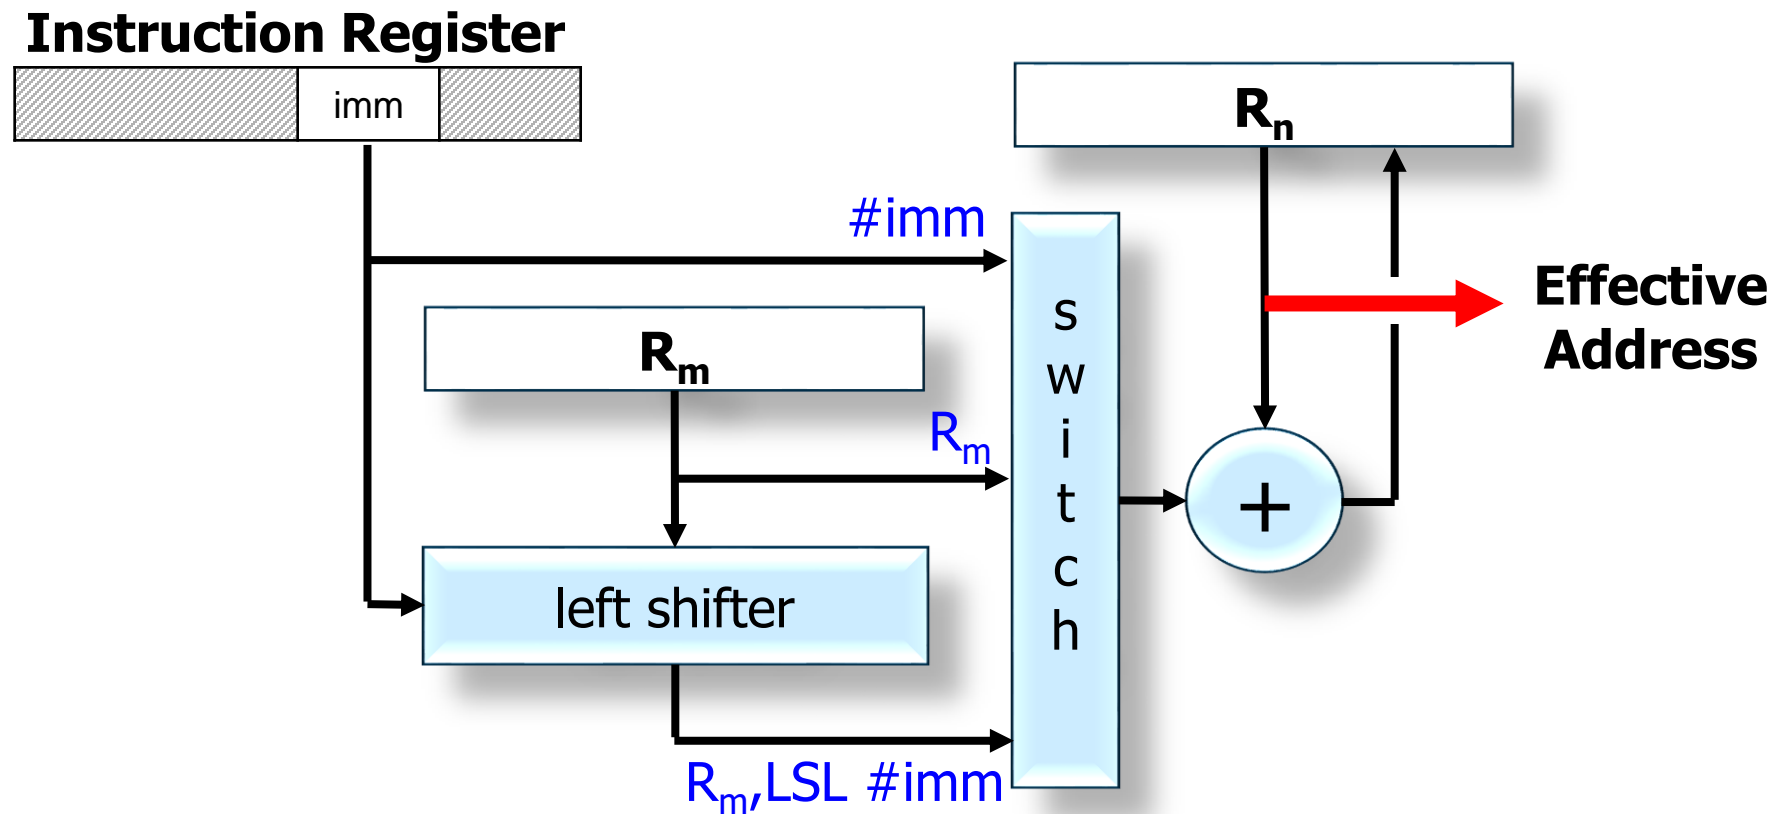 Instruction Register
imm
Rn
#imm
Rm
Rm
left shifter
Rm,LSL #imm
switch
+
Effective
Address